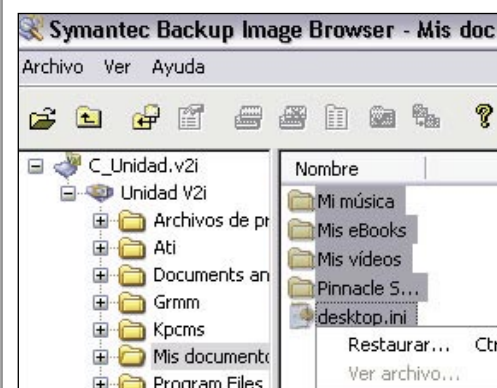 Symantec Backup Image Browser - Mis doc
Archivo Ver Ayuda
C_Unidad.v2i
Unidad V2i
Archivos de pr
Ati
Documents an
Grmm
Kpcms
Mis documento
Program Files
Nombre
Mi música
Mis eBooks
Mis vídeos
Pinnacle S...
desktop.ini
Restaurar... Ctr
Ver archivo...